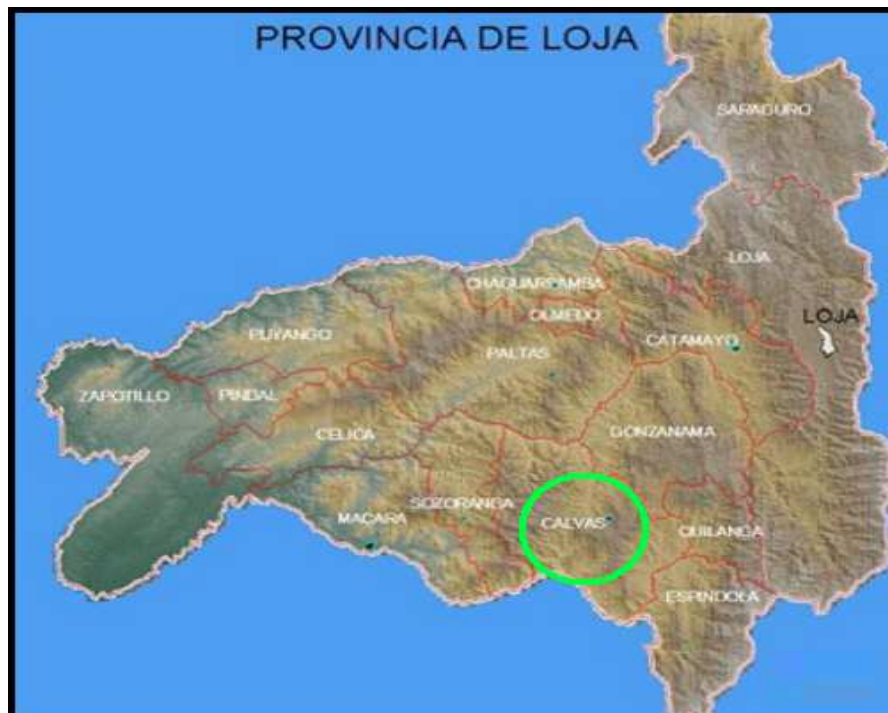 PROVINCIA DE LOJA
SARAGURO
LOJA
CHAGUARPAMBA
OLMEDO
LOJA
PUYANGO
CATAMAYO
PALTAS
ZAPOTILLO
PINDAL
CELICA
GONZANAMA
SOZORANGA
MACARA
CALVAS
QUILANGA
ESPINDOLA